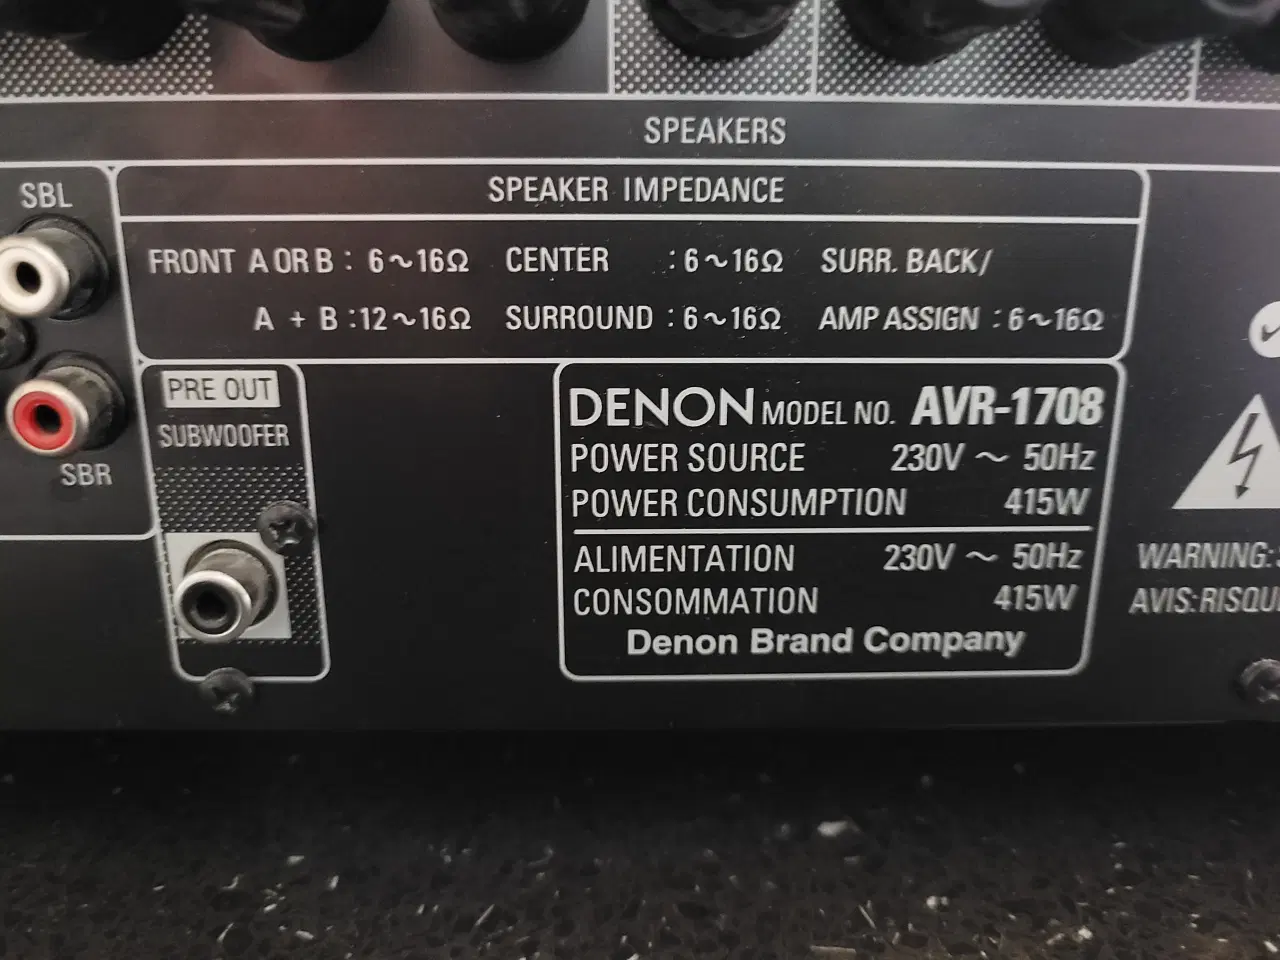 SPEAKERS
SBL
SPEAKER IMPEDANCE
FRONT A OR B : 6～16Ω CENTER : 6～16Ω SURR. BACK/
A + B : 12～16Ω SURROUND : 6～16Ω AMP ASSIGN : 6～16Ω
SBR
PRE OUT
SUBWOOFER
DENON MODEL NO. AVR-1708
POWER SOURCE 230V ～ 50Hz
POWER CONSUMPTION 415W
ALIMENTATION 230V ～ 50Hz
CONSOMMATION 415W
Denon Brand Company
WARNING:
AVIS: RISQU